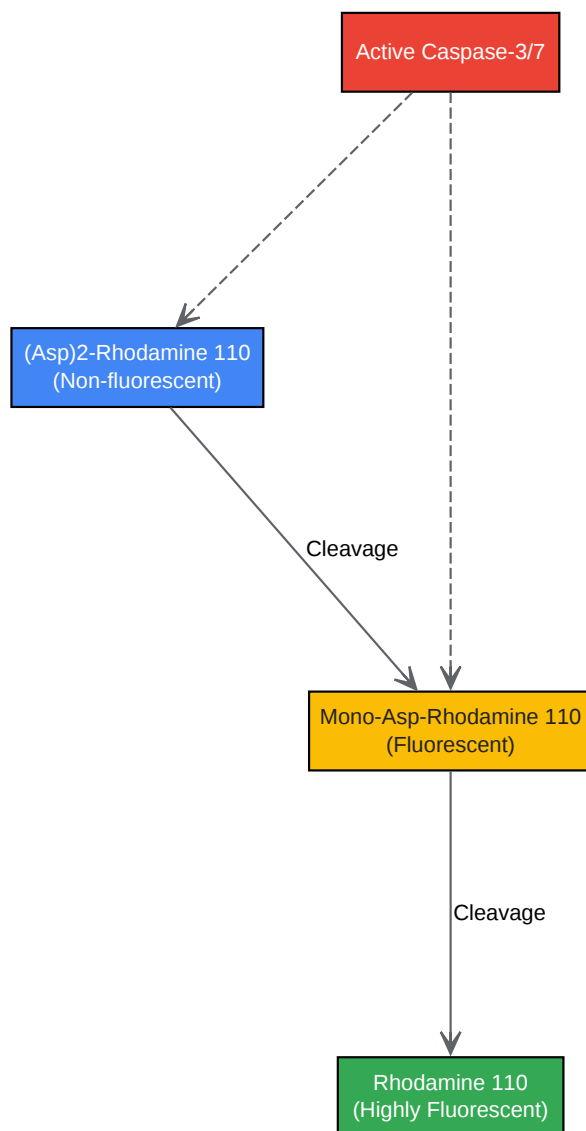 Active Caspase-3/7
(Asp)2-Rhodamine 110
(Non-fluorescent)
Cleavage
Mono-Asp-Rhodamine 110
(Fluorescent)
Cleavage
Rhodamine 110
(Highly Fluorescent)